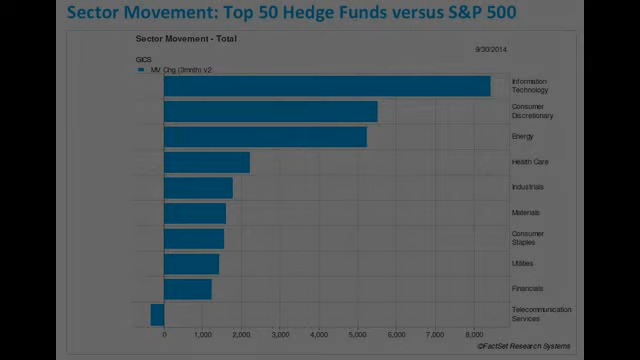 Sector Movement: Top 50 Hedge Funds versus S&P 500
Sector Movement - Total
9/30/2014
GICS
MV Chg (3mnth) v2
Information
Technology
Consumer
Discretionary
Energy
Health Care
Industrials
Materials
Consumer
Staples
Utilities
Financials
Telecommunication
Services
0 1,000 2,000 3,000 4,000 5,000 6,000 7,000 8,000
©FactSet Research Systems